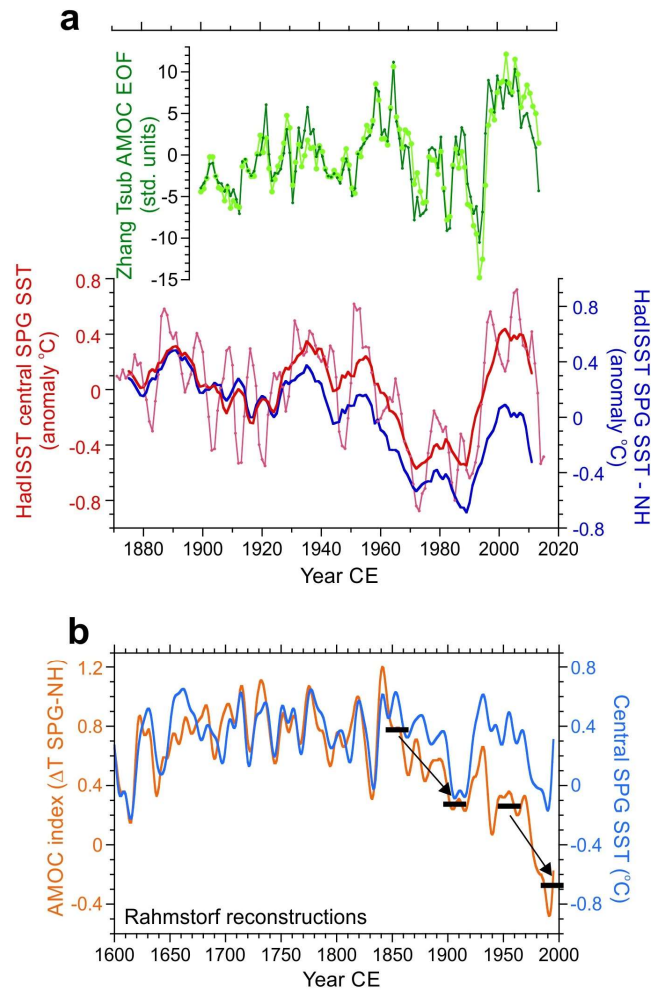 a
Zhang Tsub AMOC EOF
(std. units)
10
5
0
-5
-10
-15
HadISST central SPG SST
(anomaly °C)
0.8
0.4
0
-0.4
-0.8
0.8
0.4
0
-0.4
-0.8
HadISST SPG SST - NH
(anomaly °C)
1880 1900 1920 1940 1960 1980 2000 2020
Year CE
b
AMOC index (ΔT SPG-NH)
1.2
0.8
0.4
0
-0.4
0.8
0.4
0
-0.4
-0.8
Central SPG
SST (°C)
Rahmstorf reconstructions
1600 1650 1700 1750 1800 1850 1900 1950 2000
Year CE